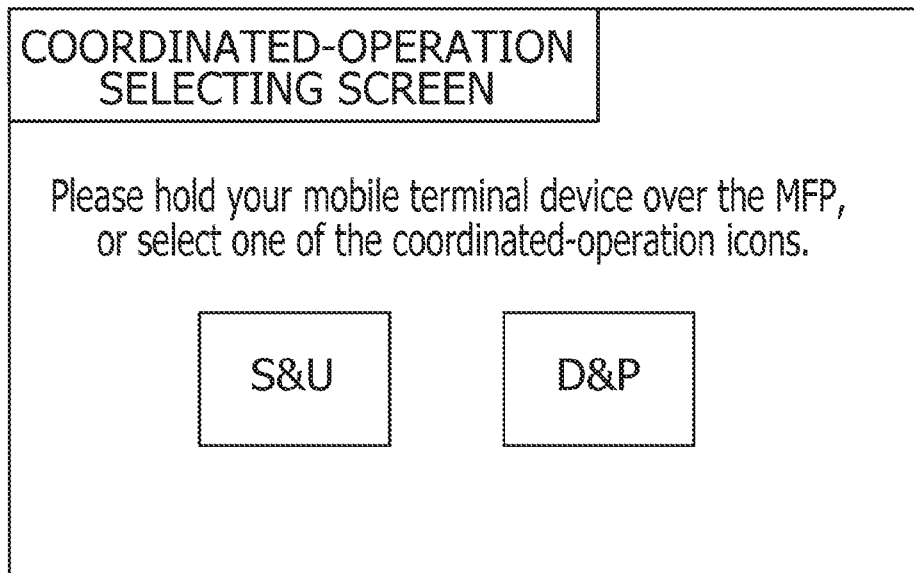 COORDINATED-OPERATION
SELECTING SCREEN
Please hold your mobile terminal device over the MFP,
or select one of the coordinated-operation icons.
S&U
D&P